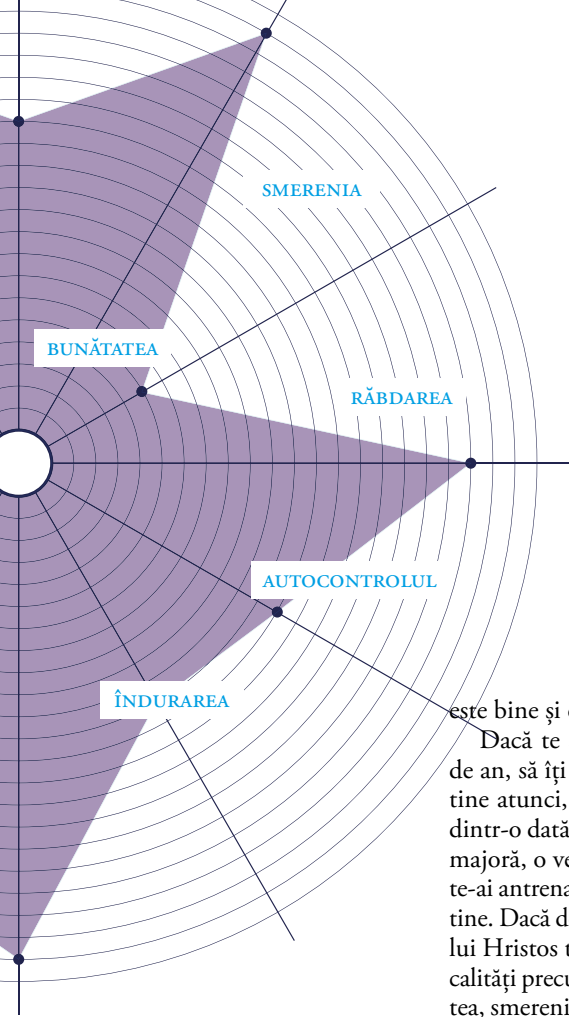 SMERENIA
BUNĂTATEA
RĂBDAREA
AUTOCONTROLUL
ÎNDURAREA
este bine și
Dacă te
de an, să îți
tine atunci,
dintr-o dată
majoră, o ve
te-ai antrena
tine. Dacă d
lui Hristos t
calități precu
tea, smereni